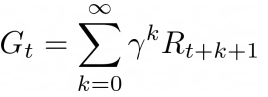 G_t = \sum_{k=0}^{\infty} \gamma^k R_{t+k+1}